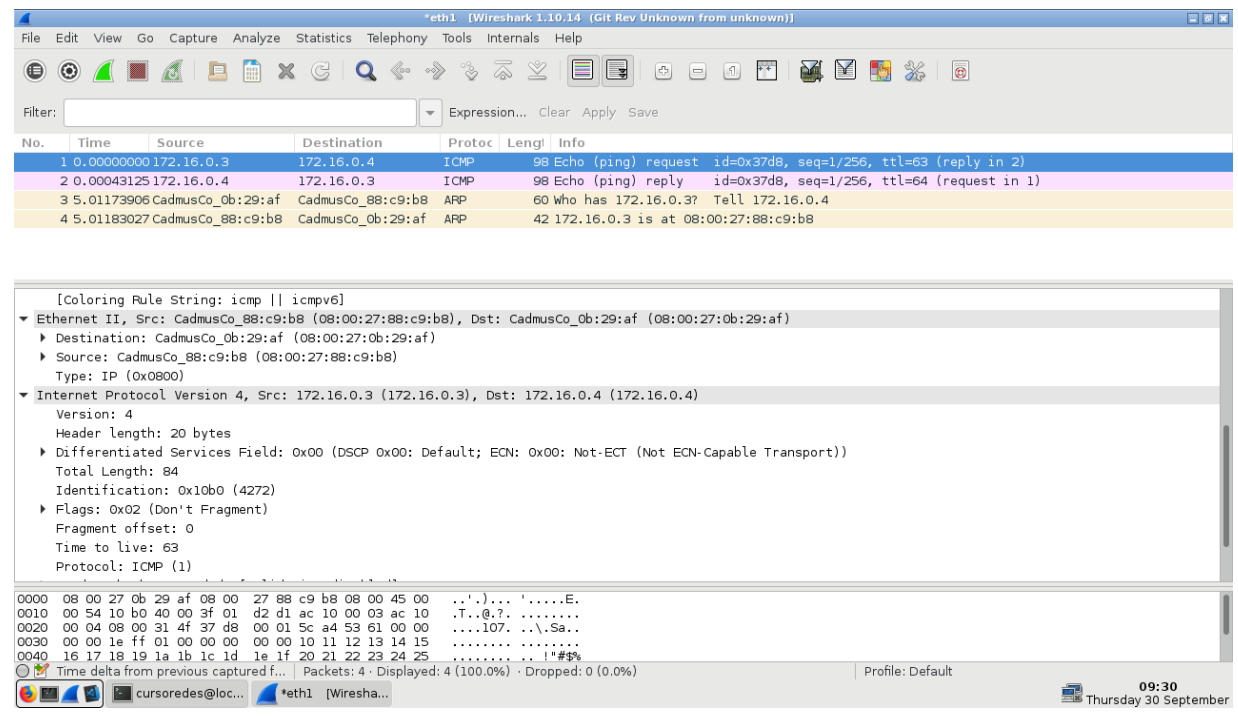 *eth1 [Wireshark 1.10.14 (Git Rev Unknown from unknown)]
File Edit View Go Capture Analyze Statistics Telephony Tools Internals Help
Filter: Expression... Clear Apply Save
No. Time Source Destination Protoc Lengl Info
1 0.00000000 172.16.0.3 172.16.0.4 ICMP 98 Echo (ping) request id=0x37d8, seq=1/256, ttl=63 (reply in 2)
2 0.00043125 172.16.0.4 172.16.0.3 ICMP 98 Echo (ping) reply id=0x37d8, seq=1/256, ttl=64 (request in 1)
3 5.01173906 CadmusCo_0b:29:af CadmusCo_88:c9:b8 ARP 60 Who has 172.16.0.3? Tell 172.16.0.4
4 5.01183027 CadmusCo_88:c9:b8 CadmusCo_0b:29:af ARP 42 172.16.0.3 is at 08:00:27:88:c9:b8
[Coloring Rule String: icmp || icmpv6]
Ethernet II, Src: CadmusCo_88:c9:b8 (08:00:27:88:c9:b8), Dst: CadmusCo_0b:29:af (08:00:27:0b:29:af)
Destination: CadmusCo_0b:29:af (08:00:27:0b:29:af)
Source: CadmusCo_88:c9:b8 (08:00:27:88:c9:b8)
Type: IP (0x0800)
Internet Protocol Version 4, Src: 172.16.0.3 (172.16.0.3), Dst: 172.16.0.4 (172.16.0.4)
Version: 4
Header length: 20 bytes
Differentiated Services Field: 0x00 (DSCP 0x00: Default; ECN: 0x00: Not-ECT (Not ECN-Capable Transport))
Total Length: 84
Identification: 0x10b0 (4272)
Flags: 0x02 (Don't Fragment)
Fragment offset: 0
Time to live: 63
Protocol: ICMP (1)
0000 08 00 27 0b 29 af 08 00 27 88 c9 b8 08 00 45 00 ..'.)... '.....E.
0010 00 54 10 b0 40 00 3f 01 d2 d1 ac 10 00 03 ac 10 .T..@.?. ........
0020 00 04 08 00 31 4f 37 d8 00 01 5c a4 53 61 00 00 ....1O7. ..\.Sa..
0030 00 00 1e ff 01 00 00 00 00 00 10 11 12 13 14 15 ........ ........
0040 16 17 18 19 1a 1b 1c 1d 1e 1f 20 21 22 23 24 25 ........ .. !"#$%
Time delta from previous captured f... Packets: 4 · Displayed: 4 (100.0%) · Dropped: 0 (0.0%) Profile: Default
cursoredes@loc... *eth1 [Wiresha... 09:30
Thursday 30 September